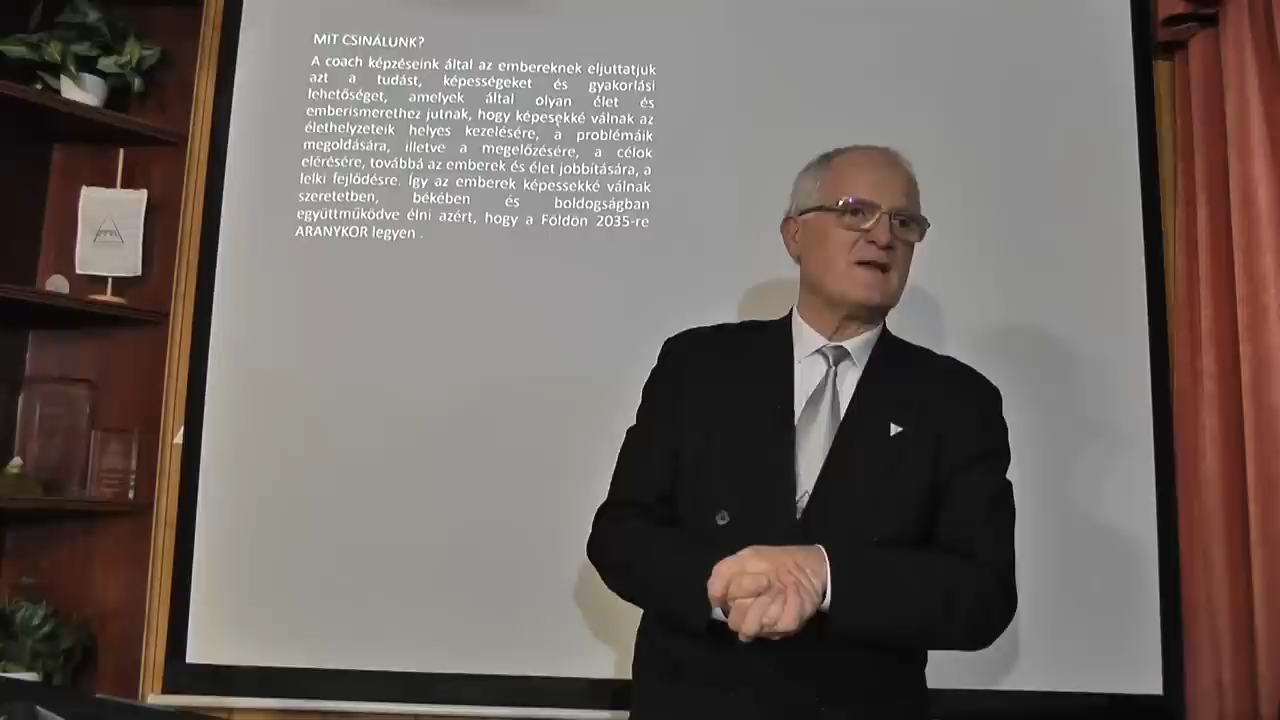 MIT CSINÁLUNK?
A coach képzéseink által az embereknek eljuttatjuk
azt a tudást, képességeket és gyakorlási
lehetőséget, amelyek által olyan élet és
emberismerethez jutnak, hogy képesekké válnak az
élethelyzeteik helyes kezelésére, a problémáik
megoldására, illetve a megelőzésére, a célok
elérésére, továbbá az emberek és élet jobbítására, a
lelki fejlődésre. Így az emberek képessekké válnak
szeretetben, békében és boldogságban
együttműködve élni azért, hogy a Földön 2035-re
ARANYKOR legyen .